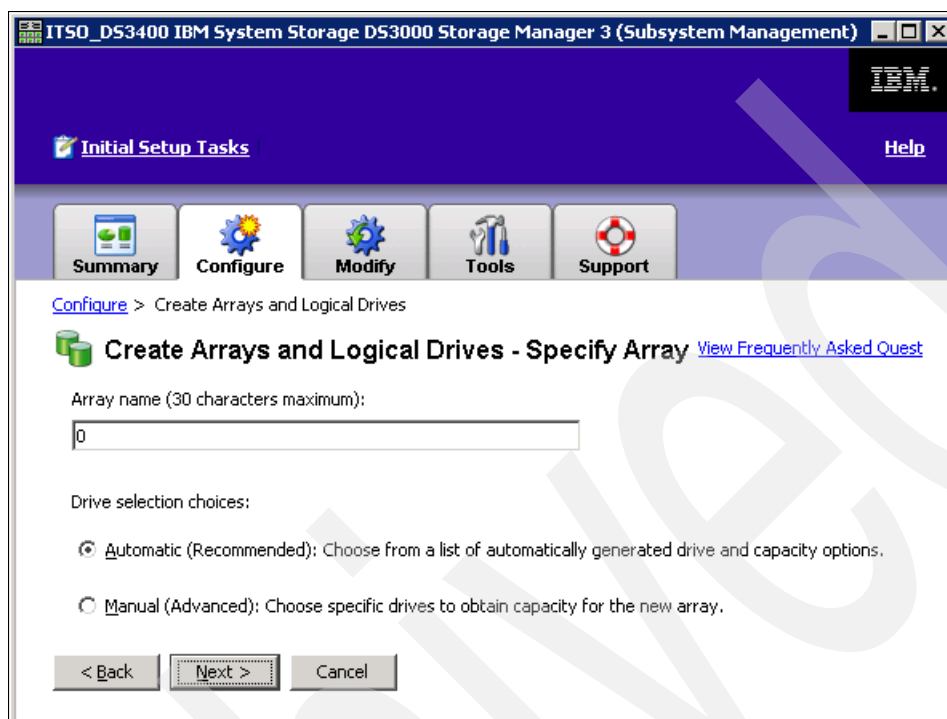 ITSO_DS3400 IBM System Storage DS3000 Storage Manager 3 (Subsystem Management)
IBM.
Initial Setup Tasks
Help
Summary
Configure
Modify
Tools
Support
Configure > Create Arrays and Logical Drives
Create Arrays and Logical Drives - Specify Array View Frequently Asked Quest
Array name (30 characters maximum):
0
Drive selection choices:
Automatic (Recommended): Choose from a list of automatically generated drive and capacity options.
Manual (Advanced): Choose specific drives to obtain capacity for the new array.
< Back Next > Cancel